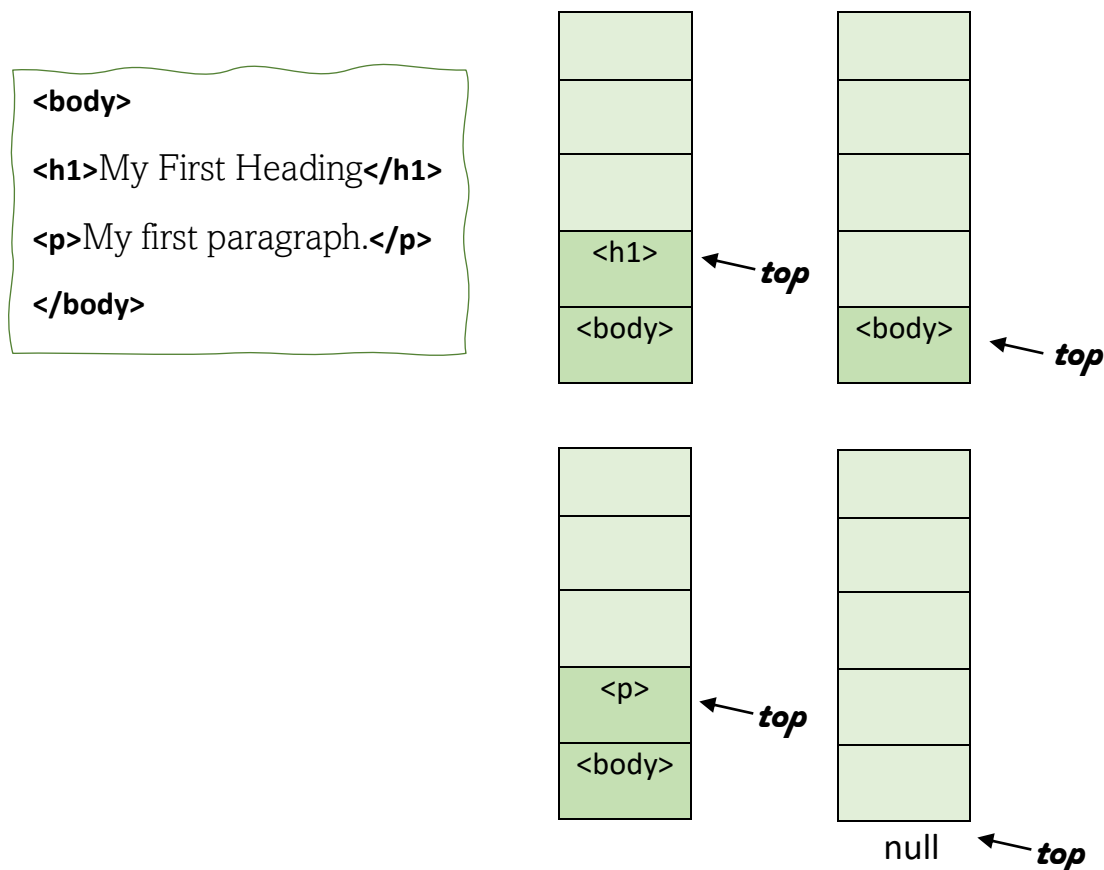 <body>
<h1>My First Heading</h1>
<p>My first paragraph.</p>
</body>
<h1>
top
<body>
<body>
top
<p>
top
<body>
null
top